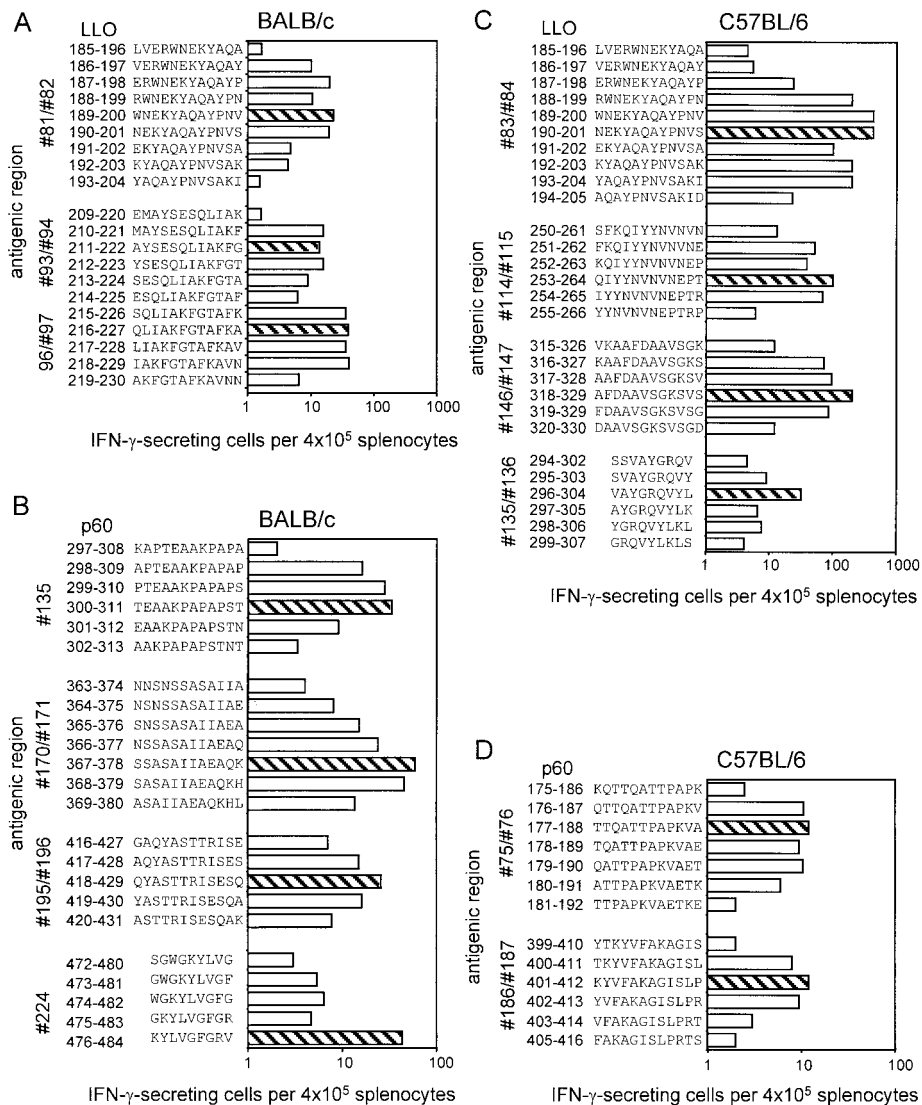 A
BALB/c
LLO
antigenic region
#81/#82
185-196 LVERWNEKYAQA
186-197 VERWNEKYAQAY
187-198 ERWNEKYAQAYP
188-199 RWNEKYAQAYPN
189-200 WNEKYAQAYPNV
190-201 NEKYAQAYPNVS
191-202 EKYAQAYPNVSA
192-203 KYAQAYPNVSAK
193-204 YAQAYPNVSAKI
#93/#94
209-220 EMAYSESQLIAK
210-221 MAYSESQLIAKF
211-222 AYSESQLIAKFG
212-223 YSESQLIAKFGT
213-224 SESQLIAKFGTA
214-225 ESQLIAKFGTAF
96/#97
215-226 SQLIAKFGTAFK
216-227 QLIAKFGTAFKA
217-228 LIAKFGTAFKAV
218-229 IAKFGTAFKAVN
219-230 AKFGTAFKAVNN
1 10 100 1000
IFN-γ-secreting cells per 4x10⁵ splenocytes
B
BALB/c
p60
antigenic region
#135
297-308 KAPTEAAKPAPA
298-309 APTEAAKPAPAP
299-310 PTEAAKPAPAPS
300-311 TEAAKPAPAPST
301-312 EAAKPAPAPSTN
302-313 AAKPAPAPSTNT
#170/#171
363-374 NNSNSSASAIIA
364-375 NSNSSASAIIAE
365-376 SNSSASAIIAEA
366-377 NSSASAIIAEAQ
367-378 SSASAIIAEAQK
368-379 SASAIIAEAQKH
369-380 ASAIIAEAQKHL
#195/#196
416-427 GAQYASTTRISE
417-428 AQYASTTRISES
418-429 QYASTTRISESQ
419-430 YASTTRISESQA
420-431 ASTTRISESQAK
#224
472-480 SGWGKYLVG
473-481 GWGKYLVGF
474-482 WGKYLVGFG
475-483 GKYLVGFGR
476-484 KYLVGFGRV
1 10 100
IFN-γ-secreting cells per 4x10⁵ splenocytes
C
C57BL/6
LLO
antigenic region
#83/#84
185-196 LVERWNEKYAQA
186-197 VERWNEKYAQAY
187-198 ERWNEKYAQAYP
188-199 RWNEKYAQAYPN
189-200 WNEKYAQAYPNV
190-201 NEKYAQAYPNVS
191-202 EKYAQAYPNVSA
192-203 KYAQAYPNVSAK
193-204 YAQAYPNVSAKI
194-205 AQAYPNVSAKID
#114/#115
250-261 SFKQIYYNVNVN
251-262 FKQIYYNVNVNE
252-263 KQIYYNVNVNEP
253-264 QIYYNVNVNEPT
254-265 IYYNVNVNEPTR
255-266 YYNVNVNEPTRP
#146/#147
315-326 VKAAFDAAVSGK
316-327 KAAFDAAVSGKS
317-328 AAFDAAVSGKSV
318-329 AFDAAVSGKSVS
319-329 FDAAVSGKSVSG
320-330 DAAVSGKSVSGD
#135/#136
294-302 SSVAYGRQV
295-303 SVAYGRQVY
296-304 VAYGRQVYL
297-305 AYGRQVYLK
298-306 YGRQVYLKL
299-307 GRQVYLKLS
1 10 100 1000
IFN-γ-secreting cells per 4x10⁵ splenocytes
D
C57BL/6
p60
antigenic region
#75/#76
175-186 KQTTQATTPAPK
176-187 QTTQATTPAPKV
177-188 TTQATTPAPKVA
178-189 TQATTPAPKVAE
179-190 QATTPAPKVAET
180-191 ATTPAPKVAETK
181-192 TTPAPKVAETKE
#186/#187
399-410 YTKYVFAKAGIS
400-411 TKYVFAKAGISL
401-412 KYVFAKAGISLP
402-413 YVFAKAGISLPR
403-414 VFAKAGISLPRT
405-416 FAKAGISLPRTS
1 10 100
IFN-γ-secreting cells per 4x10⁵ splenocytes